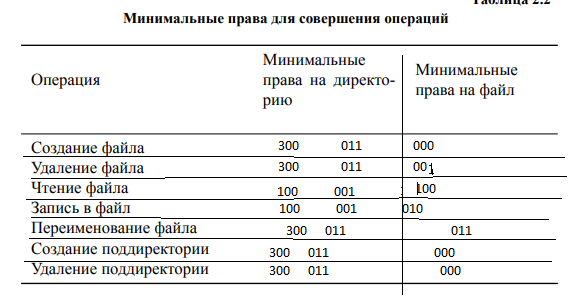 Таблица 2.2
Минимальные права для совершения операций
Операция
Минимальные
права на директо-
рию
Минимальные
права на файл
Создание файла 300 011 000
Удаление файла 300 011 001
Чтение файла 100 001 100
Запись в файл 100 001 010
Переименование файла 300 011 011
Создание поддиректории 300 011 000
Удаление поддиректории 300 011 000